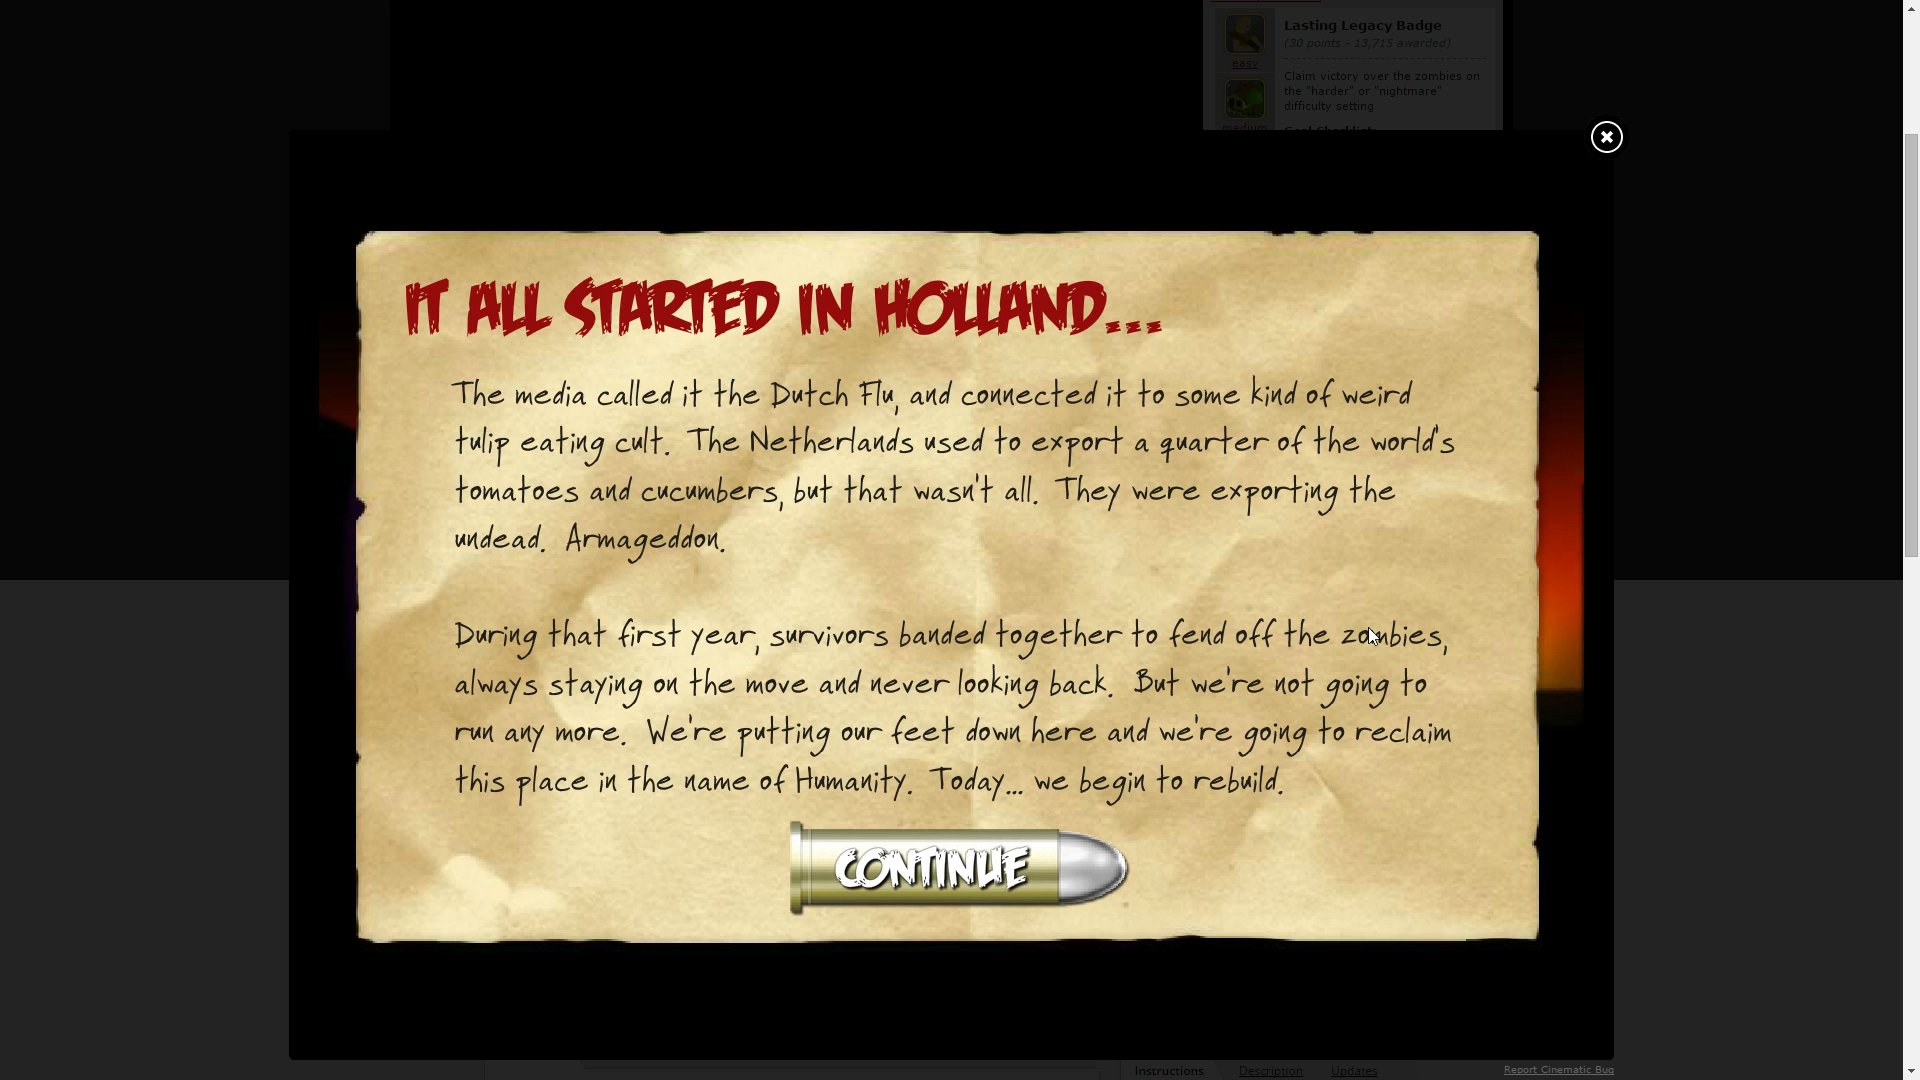 Lasting Legacy Badge
(30 points - 13,715 awarded)
easy
Claim victory over the zombies on
the "harder" or "nightmare"
difficulty setting
medium
IT ALL STARTED IN HOLLAND...
The media called it the Dutch Flu, and connected it to some kind of weird
tulip eating cult. The Netherlands used to export a quarter of the world's
tomatoes and cucumbers, but that wasn't all. They were exporting the
undead. Armageddon.
During that first year, survivors banded together to fend off the zombies,
always staying on the move and never looking back. But we're not going to
run any more. We're putting our feet down here and we're going to reclaim
this place in the name of Humanity. Today... we begin to rebuild.
CONTINUE
Instructions Description Updates
Report Cinematic Bug